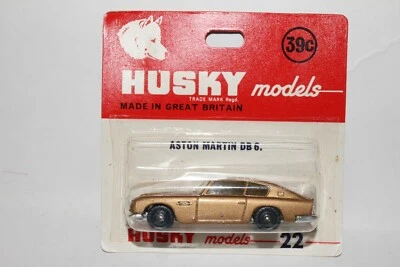 39c
HUSKY models
TRADE MARK Regd.
MADE IN GREAT BRITAIN
ASTON MARTIN DB 6.
HUSKY models 22